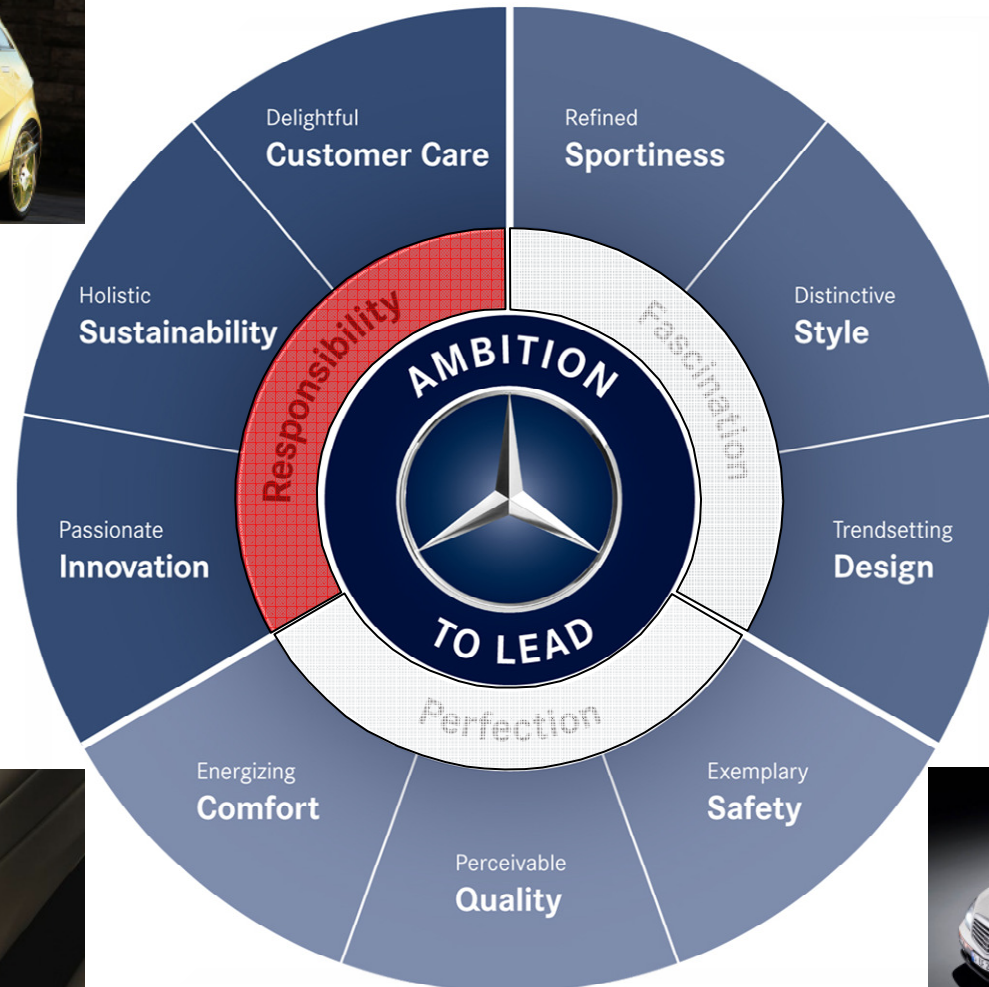 Delightful
Customer Care
Refined
Sportiness
Holistic
Sustainability
Responsibility
AMBITION
Fascination
Distinctive
Style
Passionate
Innovation
Trendsetting
Design
TO LEAD
Perfection
Energizing
Comfort
Exemplary
Safety
Perceivable
Quality